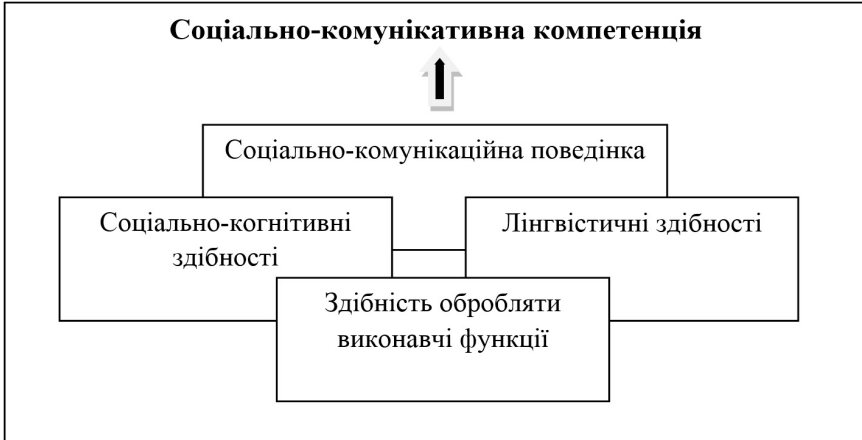 Соціально-комунікативна компетенція
Соціально-комунікаційна поведінка
Соціально-когнітивні
здібності
Лінгвістичні здібності
Здібність обробляти
виконавчі функції